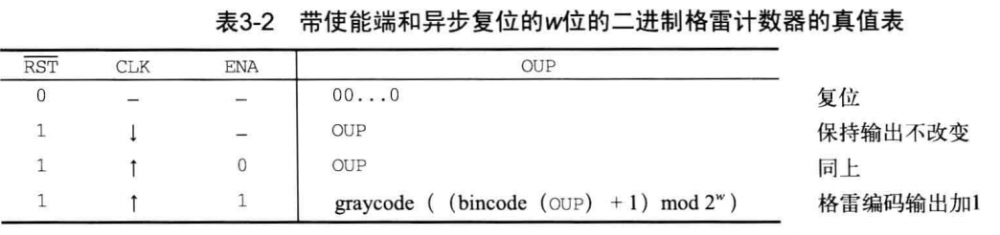 表3-2 带使能端和异步复位的w位的二进制格雷计数器的真值表
RST CLK ENA OUP
0 – – 00...0 复位
1 ↓ – OUP 保持输出不改变
1 ↑ 0 OUP 同上
1 ↑ 1 graycode ( (bincode (OUP) +1) mod 2^w ) 格雷编码输出加1